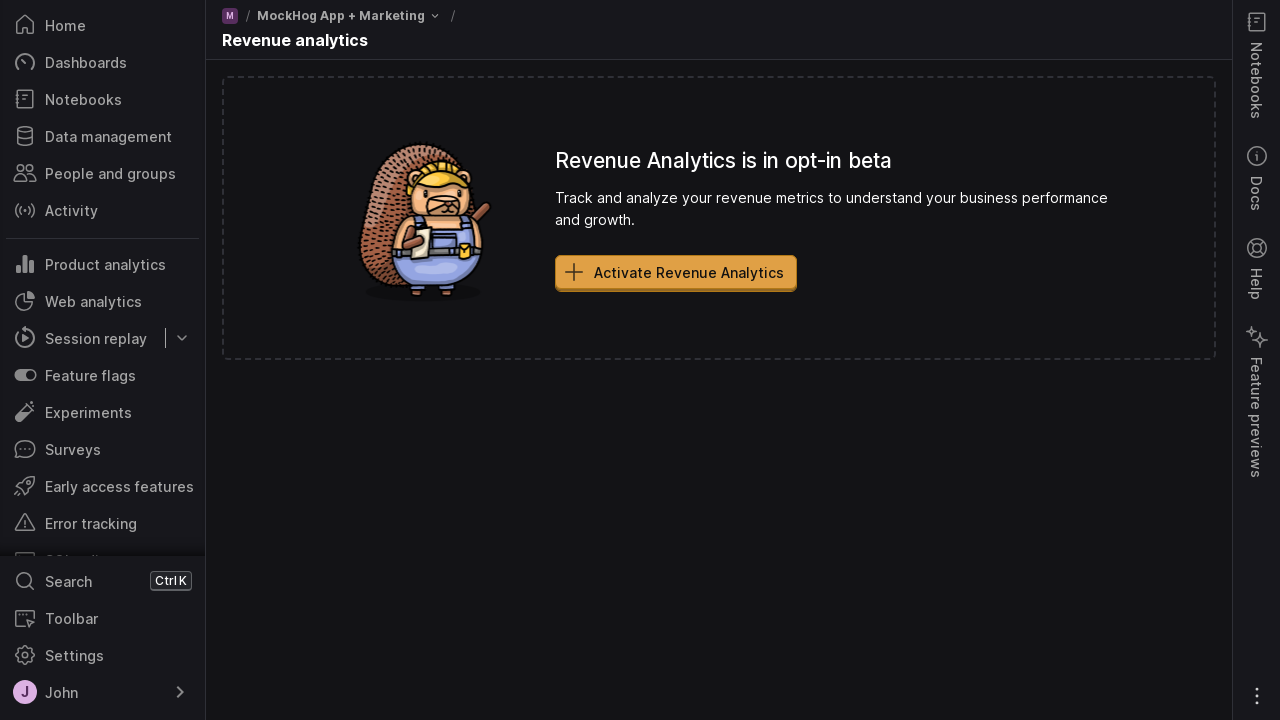 Home
Dashboards
Notebooks
Data management
People and groups
Activity
Product analytics
Web analytics
Session replay
Feature flags
Experiments
Surveys
Early access features
Error tracking
Search
Ctrl K
Toolbar
Settings
J
John
M / MockHog App + Marketing /
Revenue analytics
Revenue Analytics is in opt-in beta
Track and analyze your revenue metrics to understand your business performance
and growth.
Activate Revenue Analytics
Notebooks
Docs
Help
Feature previews